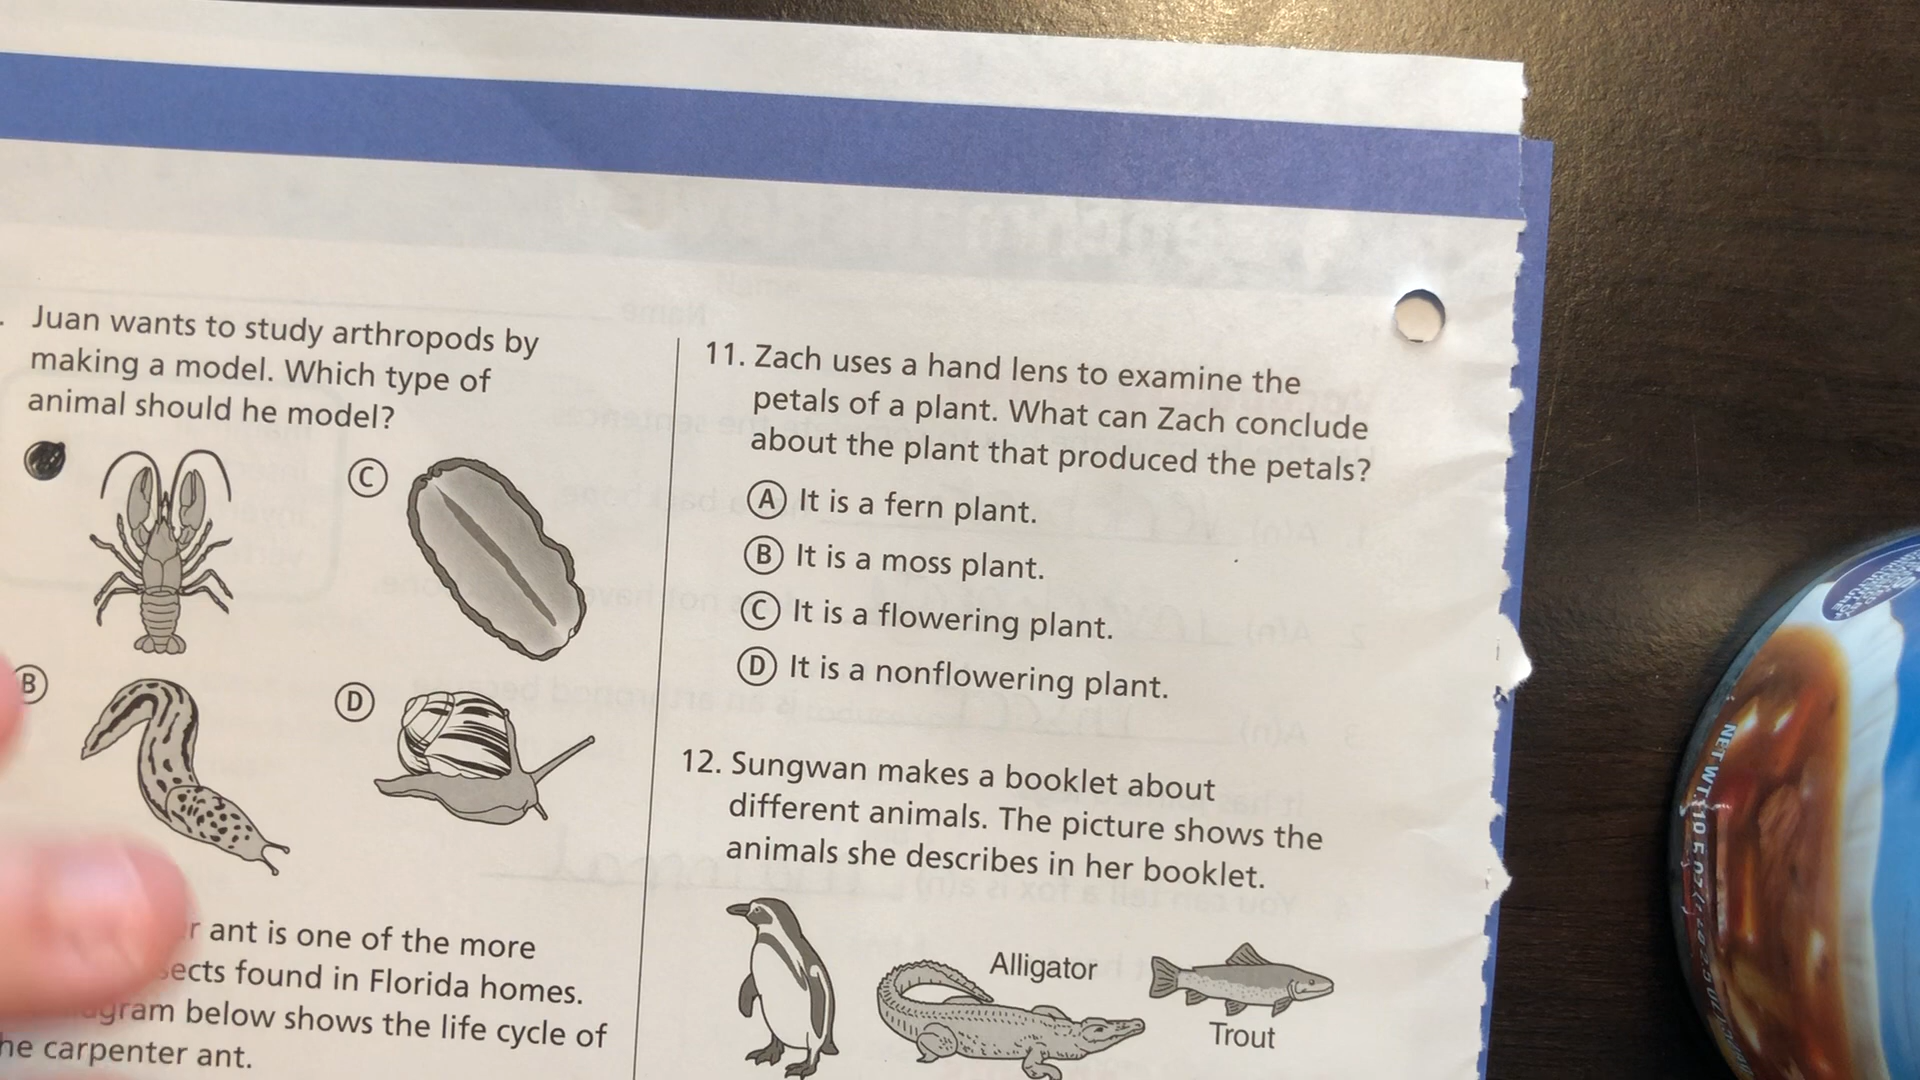 Juan wants to study arthropods by
making a model. Which type of
animal should he model?
C
B
D
ant is one of the more
found in Florida homes.
below shows the life cycle of
carpenter ant.
11. Zach uses a hand lens to examine the
petals of a plant. What can Zach conclude
about the plant that produced the petals?
A It is a fern plant.
B It is a moss plant.
C It is a flowering plant.
D It is a nonflowering plant.
12. Sungwan makes a booklet about
different animals. The picture shows the
animals she describes in her booklet.
Alligator
Trout
NET WT.